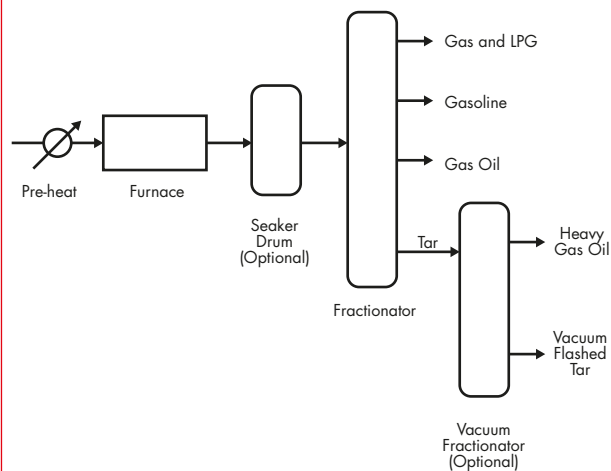 Gas and LPG
Gasoline
Gas Oil
Pre-heat
Furnace
Seaker
Drum
(Optional)
Tar
Heavy
Gas Oil
Fractionator
Vacuum
Flashed
Tar
Vacuum
Fractionator
(Optional)